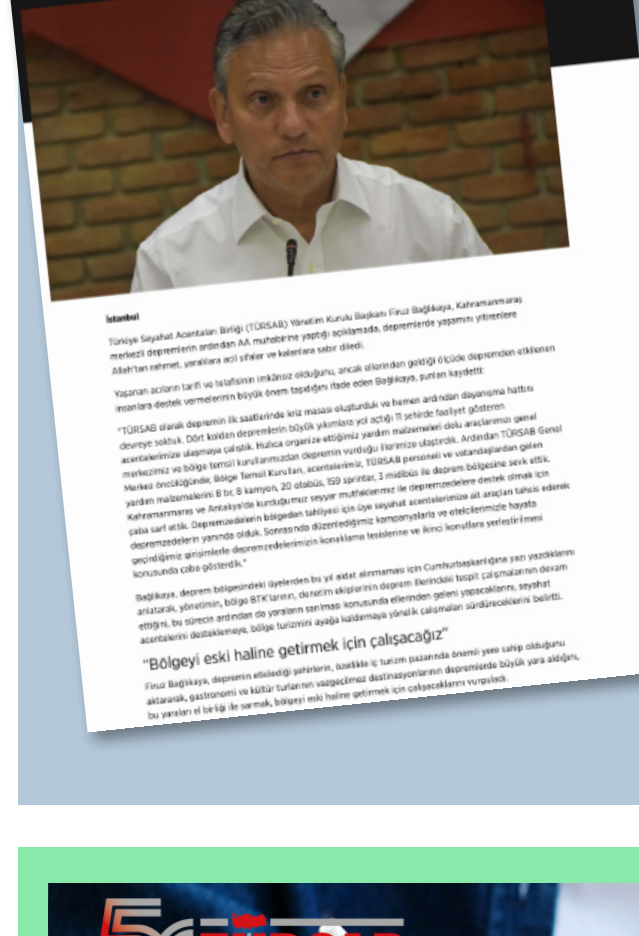 İstanbul
Türkiye Seyahat Acentaları Birliği (TÜRSAB) Yönetim Kurulu Başkanı Firuz Bağlıkaya, Kahramanmaraş
merkezli depremlerin ardından AA muhabirine yaptığı açıklamada, depremlerde yaşamını yitirenlere
Allah'tan rahmet, yaralılara acil şifalar ve kalanlara sabır diledi.
Yaşanan acıların tarifi ve telafisinin imkânsız olduğunu, ancak ellerinden geldiği ölçüde depremden etkilenen
insanlara destek vermelerinin büyük önem taşıdığını ifade eden Bağlıkaya, şunları kaydetti:
"TÜRSAB olarak depremin ilk saatlerinde kriz masası oluşturduk ve hemen ardından dayanışma hattını
devreye soktuk. Dört koldan depremlerin büyük yıkımlara yol açtığı 11 şehirde faaliyet gösteren
acentelerimize ulaşmaya çalıştık. Hızlıca organize ettiğimiz yardım malzemeleri dolu araçlarımızı genel
merkezimiz ve bölge temsil kurullarımızdan depremin vurduğu illerimize ulaştırdık. Ardından TÜRSAB Genel
Merkez öncülüğünde, Bölge Temsil Kurulları, acentelerimiz, TÜRSAB personeli ve vatandaşlardan gelen
yardım malzemelerini 8 tır, 8 kamyon, 20 otobüs, 159 sprinter, 3 midibüs ile deprem bölgesine sevk ettik.
Kahramanmaraş ve Antakya'de kurduğumuz seyyar mutfaklarımız ile depremzedelere destek olmak için
çaba sarf ettik. Depremzedelerin bölgeden tahliyesi için üye seyahat acentelerimize ait araçları tahsis ederek
depremzedelerin yanında olduk. Sonrasında düzenlediğimiz kampanyalarla ve otelcilerimizle hayata
geçirdiğimiz girişimlerle depremzedelerimizin konaklama tesislerine ve ikinci konutlara yerleştirilmesi
konusunda çaba gösterdik."
Bağlıkaya, deprem bölgesindeki üyelerden bu yıl aidat alınmaması için Cumhurbaşkanlığına yazı yazdıklarını
anlatarak, yönetimin, bölge BTK'larının, denetim ekiplerinin deprem illerindeki tespit çalışmalarının devam
ettiğini, bu sürecin ardından da yaraların sarılması konusunda ellerinden geleni yapacaklarını, seyahat
acentelerini desteklemeye, bölge turizmini ayağa kaldırmaya yönelik çalışmaları sürdüreceklerini belirtti.
"Bölgeyi eski haline getirmek için çalışacağız"
Firuz Bağlıkaya, depremin etkilediği şehirlerin, özellikle iç turizm pazarında önemli yere sahip olduğunu
aktararak, gastronomi ve kültür turlarının vazgeçilmez destinasyonlarının depremlerde büyük yara aldığını,
bu yaraları el birliği ile sarmak, bölgeyi eski haline getirmek için çalışacaklarını vurguladı.
TÜRSAB